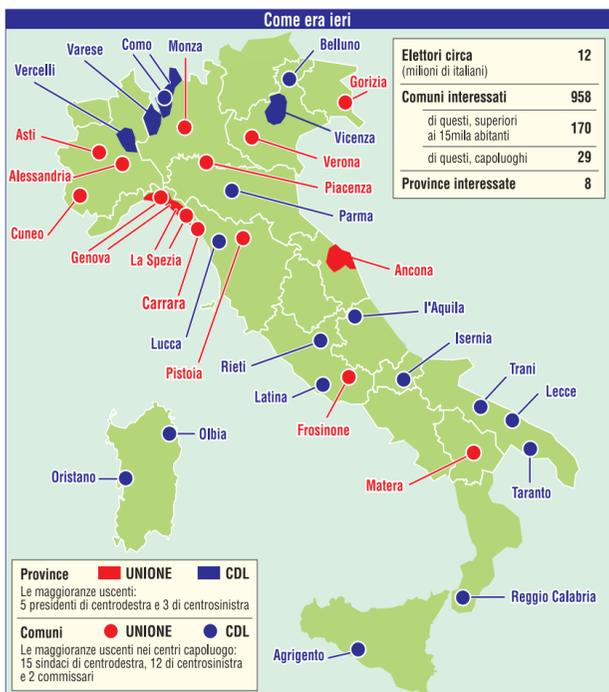 Come era ieri
Elettori circa 12
(milioni di italiani)
Comuni interessati 958
di questi, superiori
ai 15mila abitanti 170
di questi, capoluoghi 29
Province interessate 8
Como
Monza
Belluno
Varese
Vercelli
Gorizia
Asti
Vicenza
Verona
Alessandria
Piacenza
Parma
Cuneo
Genova
La Spezia
Ancona
Carrara
l'Aquila
Lucca
Isernia
Pistoia
Rieti
Trani
Latina
Lecce
Frosinone
Olbia
Oristano
Matera
Taranto
Reggio Calabria
Agrigento
Province UNIONE CDL
Le maggioranze uscenti:
5 presidenti di centrodestra e 3 di centrosinistra
Comuni UNIONE CDL
Le maggioranze uscenti nei centri capoluogo:
15 sindaci di centrodestra, 12 di centrosinistra
e 2 commissari